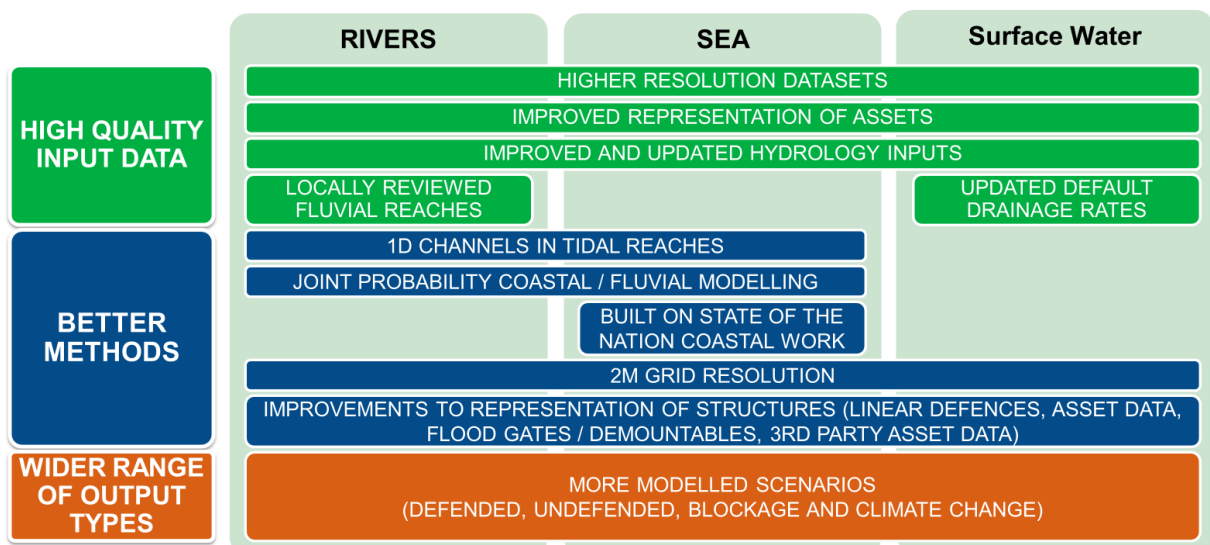 RIVERS
SEA
Surface Water
HIGH QUALITY
INPUT DATA
HIGHER RESOLUTION DATASETS
IMPROVED REPRESENTATION OF ASSETS
IMPROVED AND UPDATED HYDROLOGY INPUTS
LOCALLY REVIEWED
FLUVIAL REACHES
UPDATED DEFAULT
DRAINAGE RATES
BETTER
METHODS
1D CHANNELS IN TIDAL REACHES
JOINT PROBABILITY COASTAL / FLUVIAL MODELLING
BUILT ON STATE OF THE
NATION COASTAL WORK
2M GRID RESOLUTION
IMPROVEMENTS TO REPRESENTATION OF STRUCTURES (LINEAR DEFENCES, ASSET DATA,
FLOOD GATES / DEMOUNTABLES, 3RD PARTY ASSET DATA)
WIDER RANGE
OF OUTPUT
TYPES
MORE MODELLED SCENARIOS
(DEFENDED, UNDEFENDED, BLOCKAGE AND CLIMATE CHANGE)